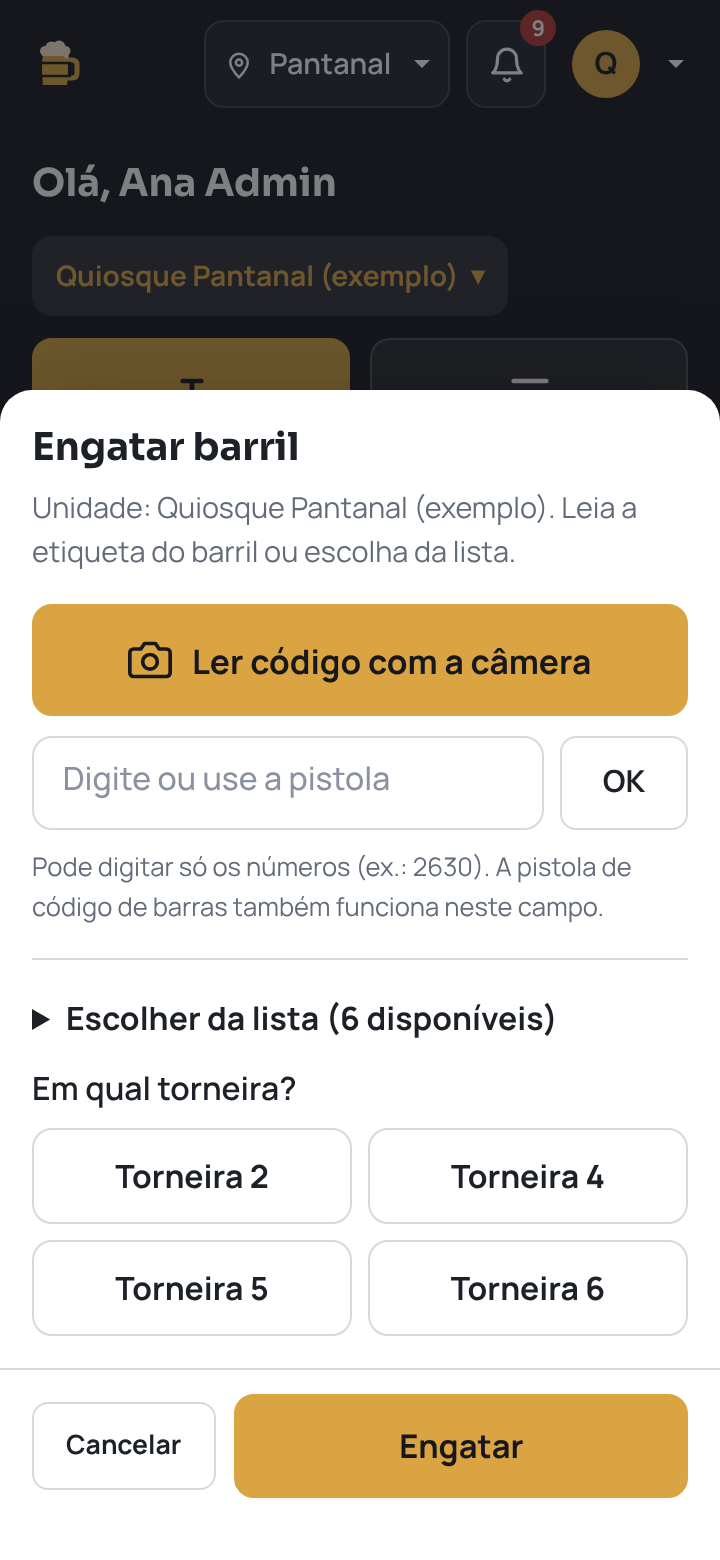 Pantanal
9
Q
Olá, Ana Admin
Quiosque Pantanal (exemplo) ▾
Engatar barril
Unidade: Quiosque Pantanal (exemplo). Leia a
etiqueta do barril ou escolha da lista.
Ler código com a câmera
Digite ou use a pistola
OK
Pode digitar só os números (ex.: 2630). A pistola de
código de barras também funciona neste campo.
Escolher da lista (6 disponíveis)
Em qual torneira?
Torneira 2
Torneira 4
Torneira 5
Torneira 6
Cancelar
Engatar